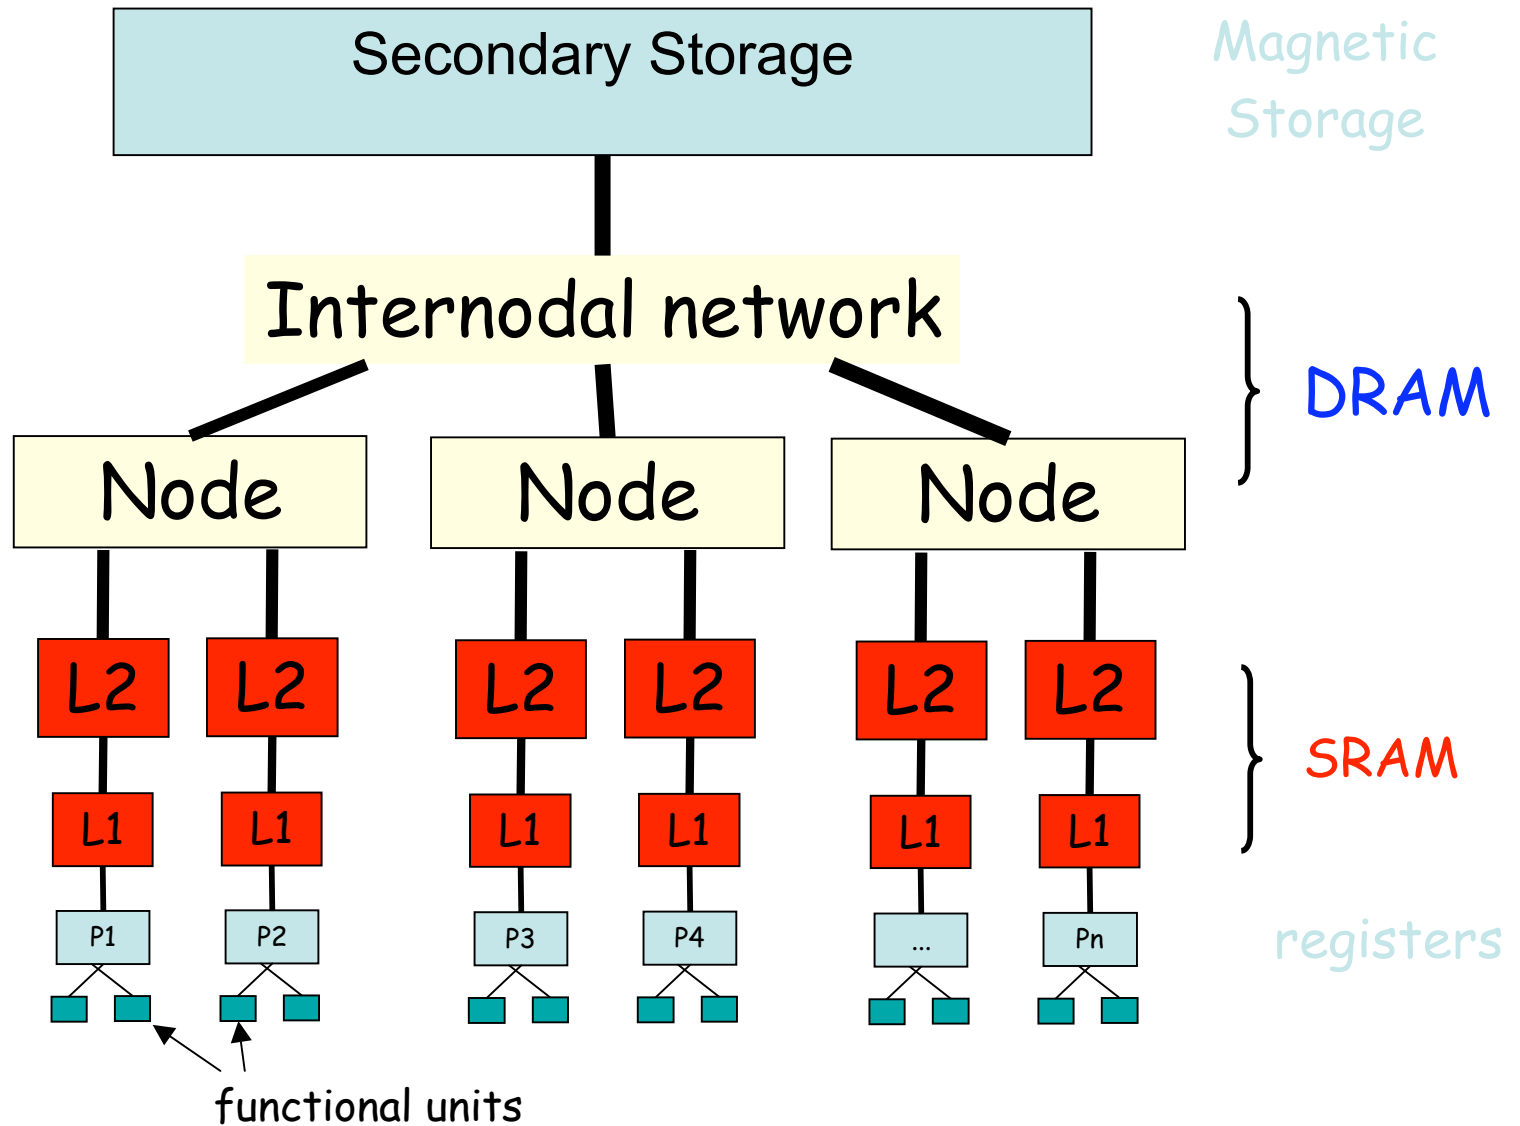 Secondary Storage
Magnetic
Storage
Internodal network
DRAM
Node
Node
Node
L2
L2
L2
L2
L2
L2
SRAM
L1
L1
L1
L1
L1
L1
P1
P2
P3
P4
...
Pn
registers
functional units